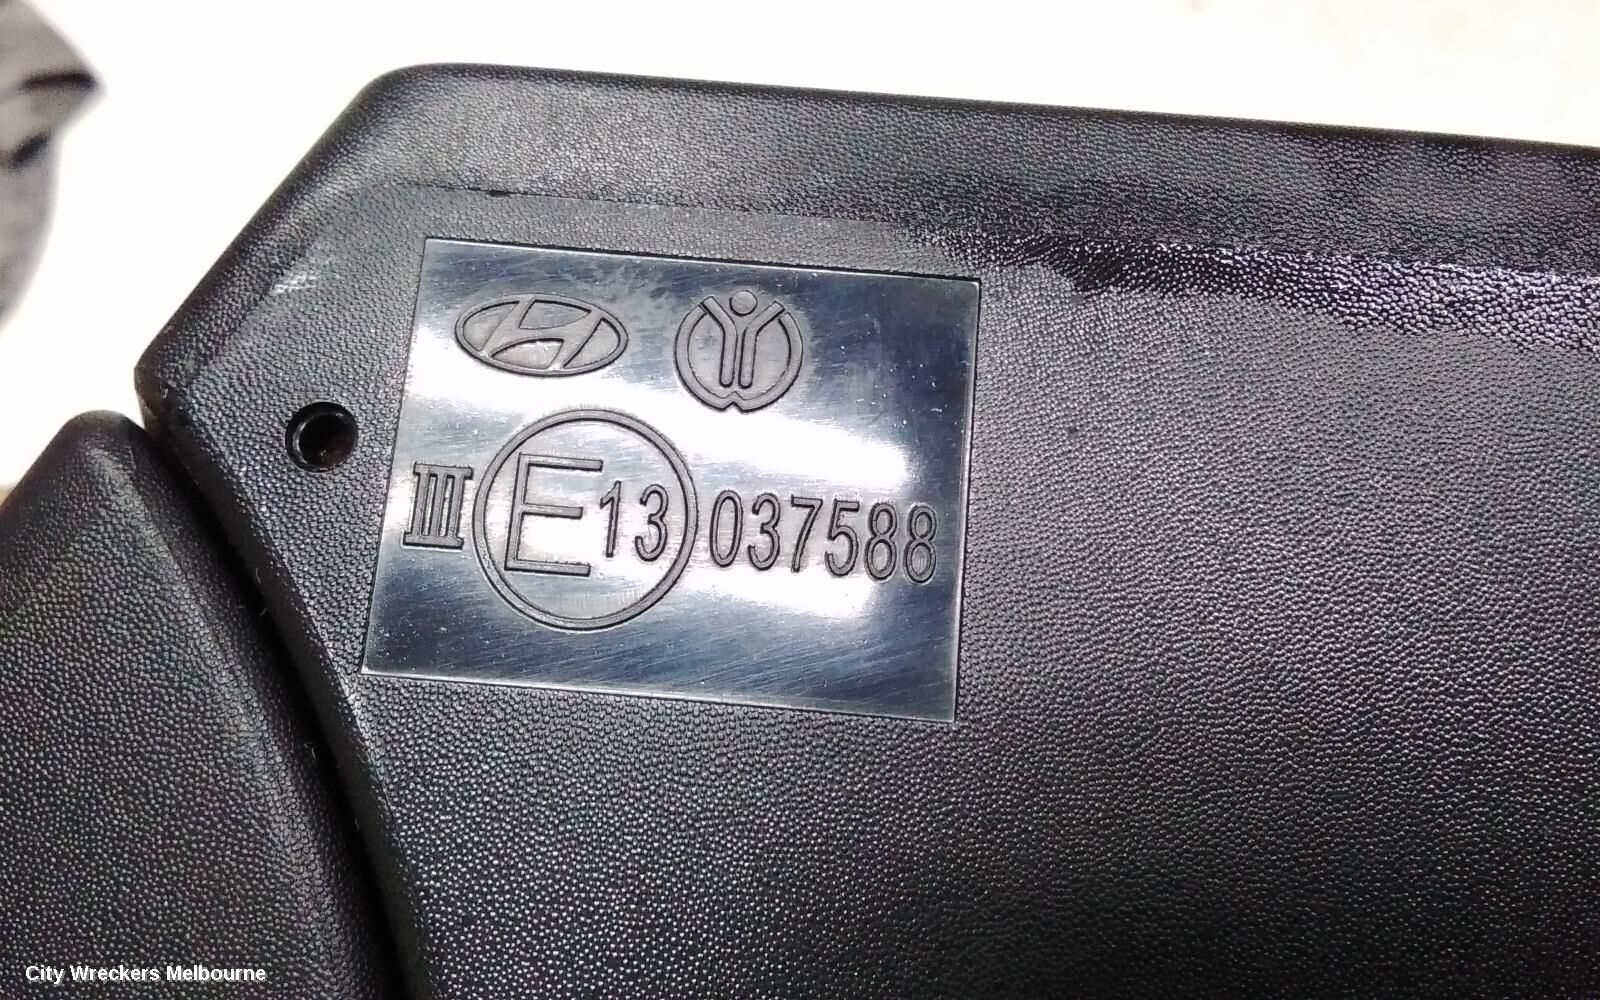 III E13 037588
City Wreckers Melbourne